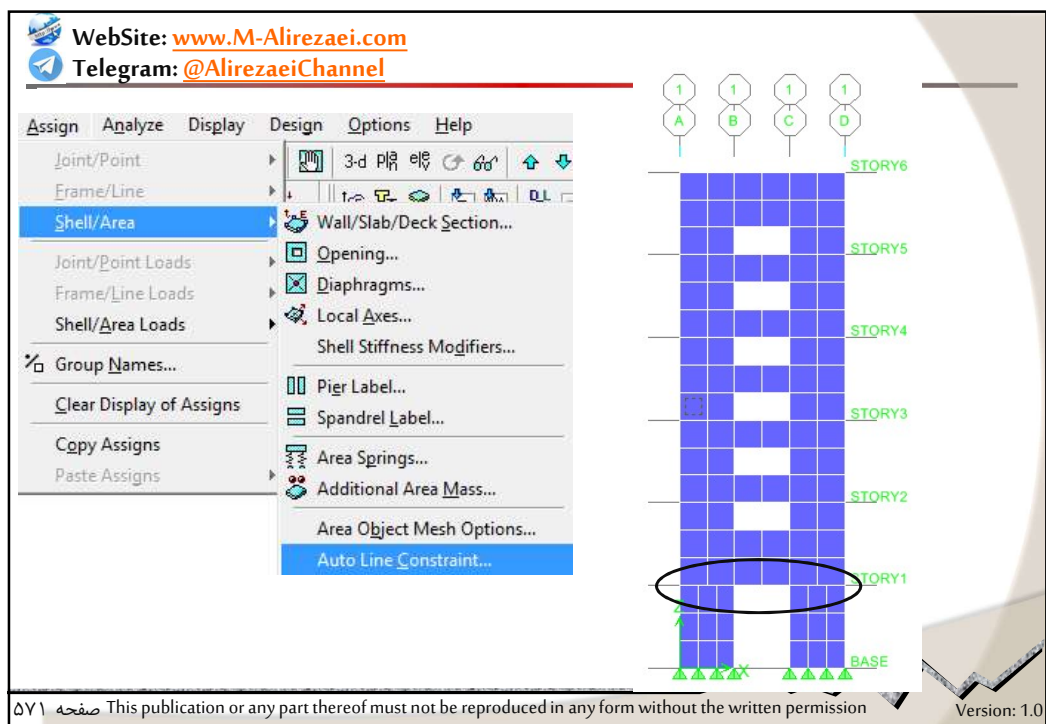 WebSite: www.M-Alirezaei.com
Telegram: @AlirezaeiChannel
Assign Analyze Display Design Options Help
Joint/Point
Frame/Line
Shell/Area
Joint/Point Loads
Frame/Line Loads
Shell/Area Loads
Group Names...
Clear Display of Assigns
Copy Assigns
Paste Assigns
3-d
Wall/Slab/Deck Section...
Opening...
Diaphragms...
Local Axes...
Shell Stiffness Modifiers...
Pier Label...
Spandrel Label...
Area Springs...
Additional Area Mass...
Area Object Mesh Options...
Auto Line Constraint...
1 1 1 1
A B C D
STORY6
STORY5
STORY4
STORY3
STORY2
STORY1
Z
X
BASE
صفحه ۵۷۱ This publication or any part thereof must not be reproduced in any form without the written permission Version: 1.0